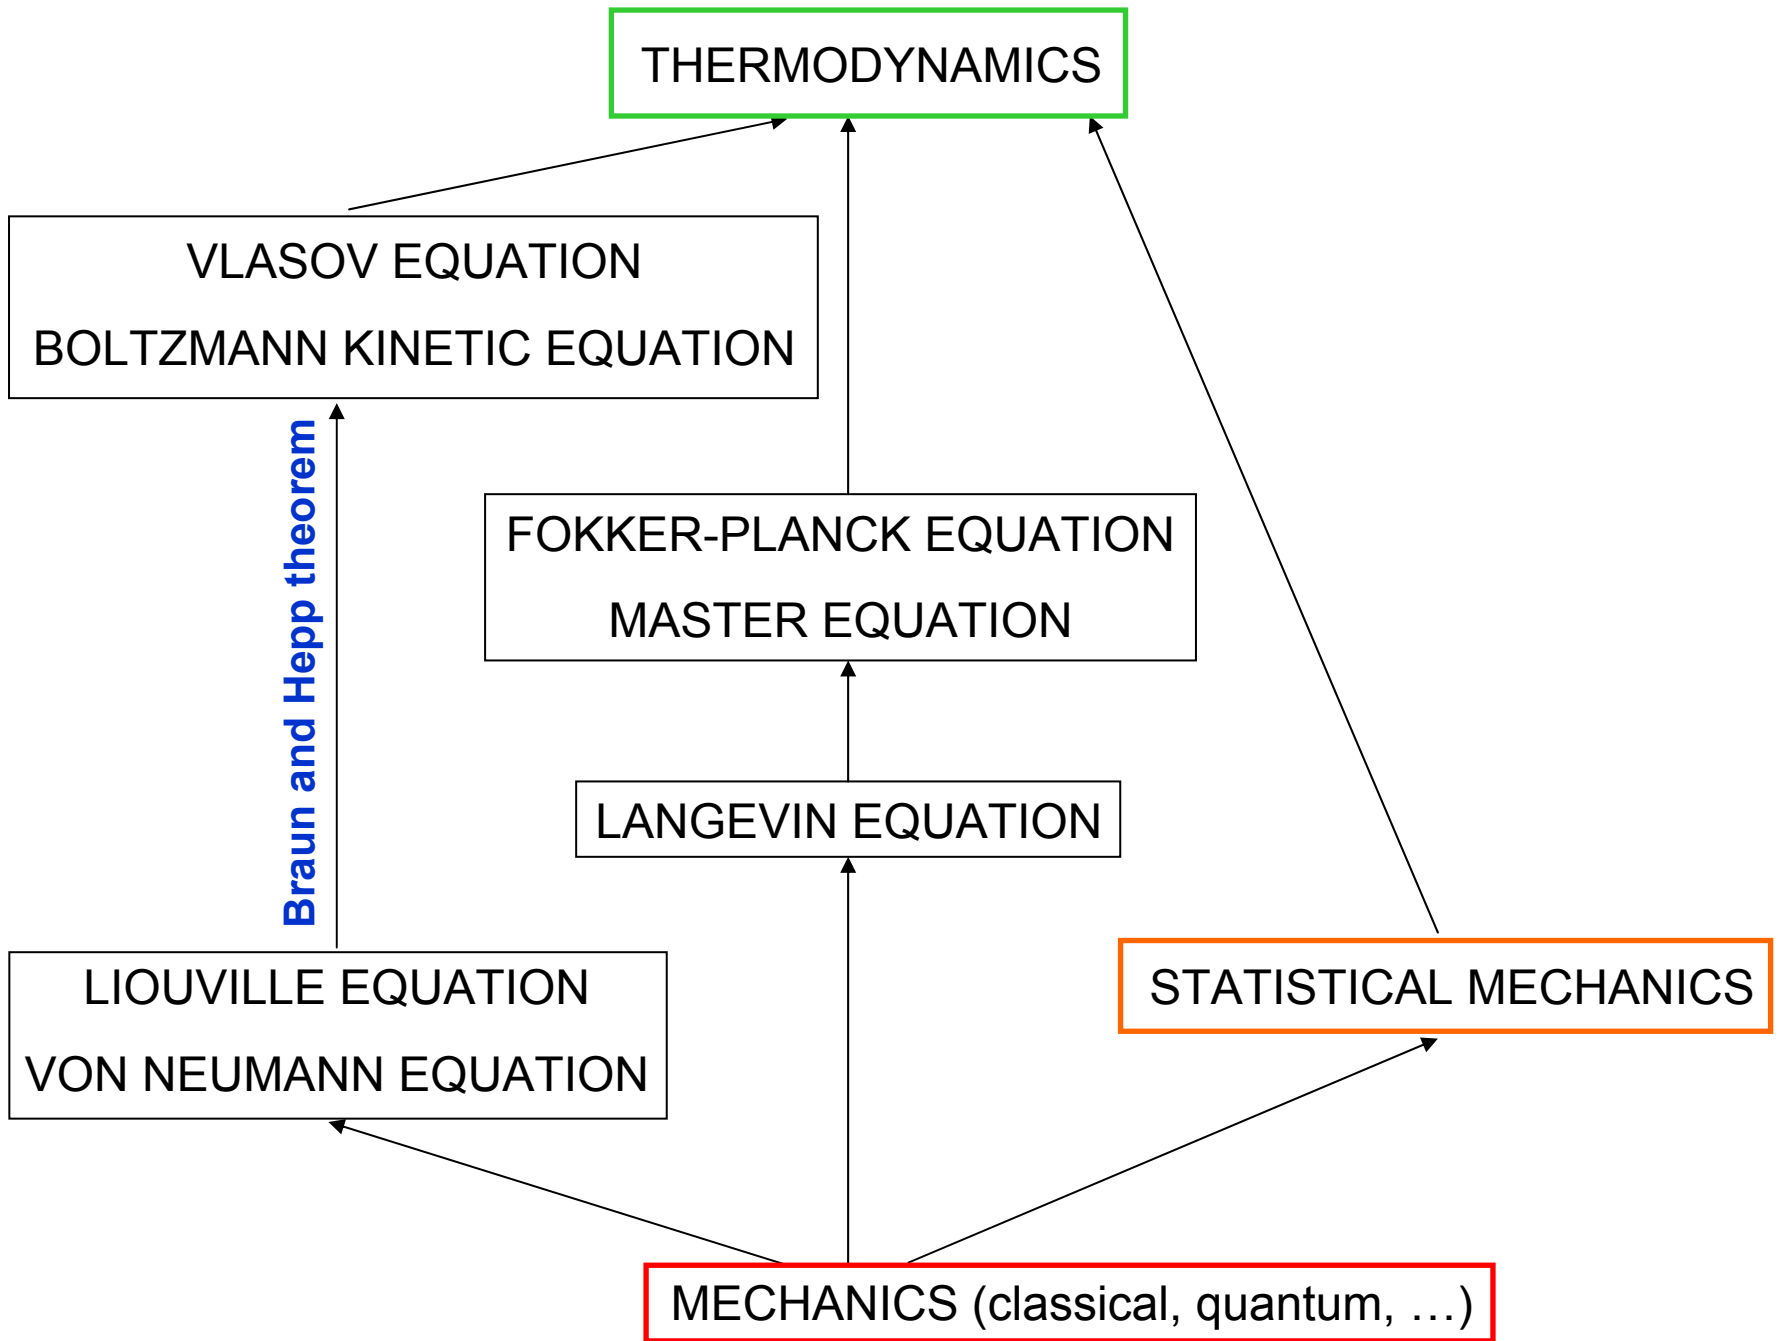 THERMODYNAMICS
VLASOV EQUATION
BOLTZMANN KINETIC EQUATION
Braun and Hepp theorem
FOKKER-PLANCK EQUATION
MASTER EQUATION
LANGEVIN EQUATION
LIOUVILLE EQUATION
VON NEUMANN EQUATION
STATISTICAL MECHANICS
MECHANICS (classical, quantum, …)